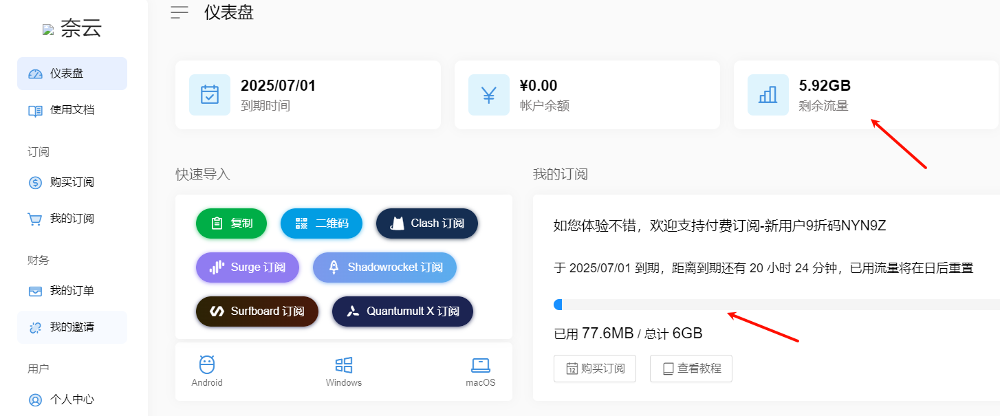 奈云
仪表盘
使用文档
订阅
购买订阅
我的订阅
财务
我的订单
我的邀请
用户
个人中心
仪表盘
2025/07/01
到期时间
¥0.00
帐户余额
5.92GB
剩余流量
快速导入
复制
二维码
Clash 订阅
Surge 订阅
Shadowrocket 订阅
Surfboard 订阅
Quantumult X 订阅
Android
Windows
macOS
我的订阅
如您体验不错，欢迎支持付费订阅-新用户9折码NYN9Z
于 2025/07/01 到期，距离到期还有 20 小时 24 分钟，已用流量将在日后重置
已用 77.6MB / 总计 6GB
12 购买订阅
查看教程